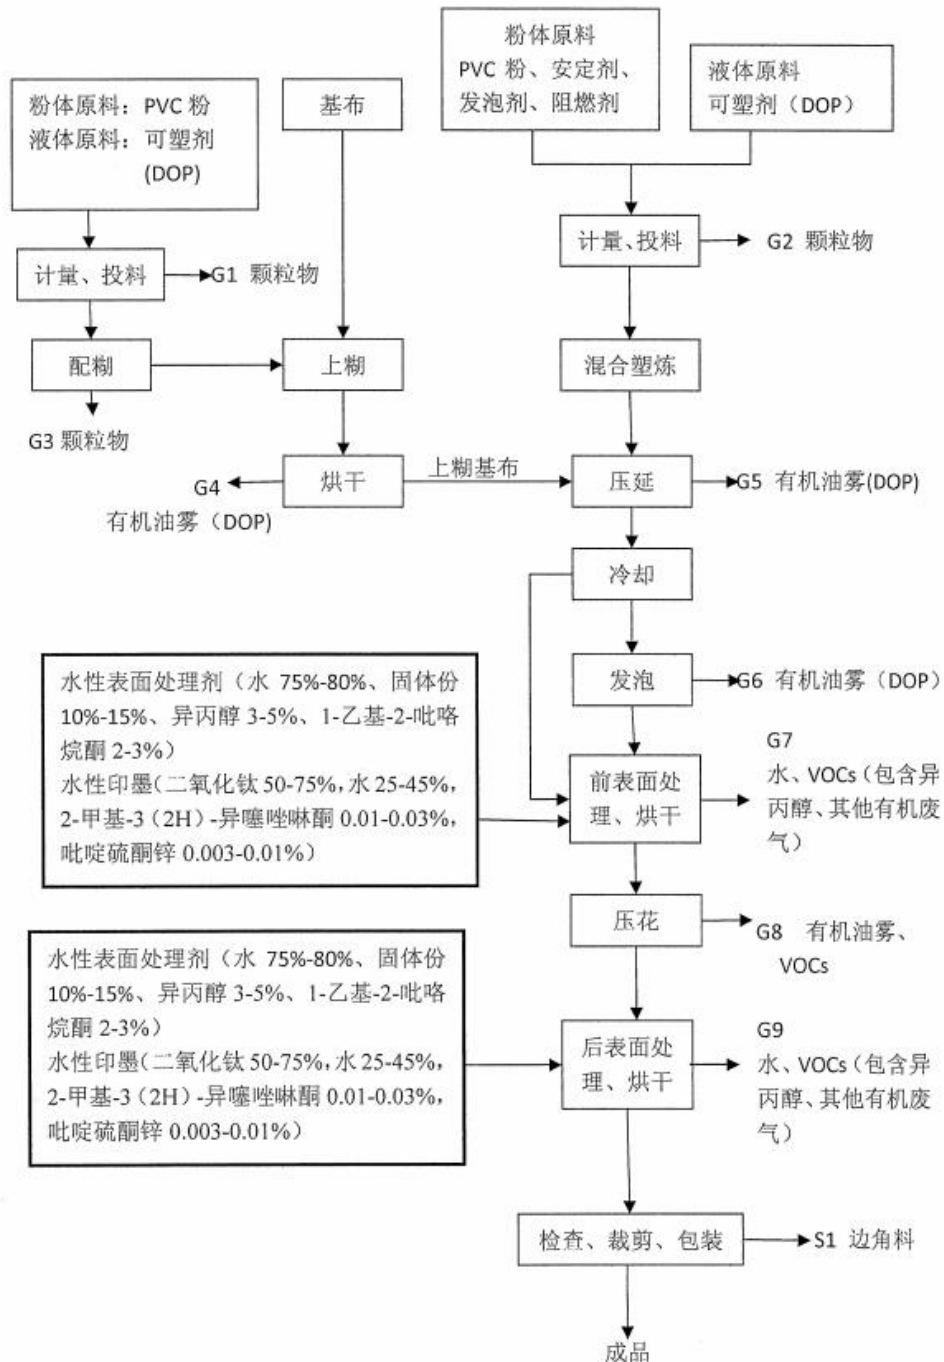 粉体原料
PVC 粉、安定剂、
发泡剂、阻燃剂
液体原料
可塑剂（DOP）
粉体原料：PVC 粉
液体原料：可塑剂
(DOP)
基布
计量、投料
G1 颗粒物
计量、投料
G2 颗粒物
配糊
上糊
混合塑炼
G3 颗粒物
G4
有机油雾（DOP)
烘干
上糊基布
压延
G5 有机油雾(DOP)
冷却
发泡
G6 有机油雾（DOP）
水性表面处理剂（水 75%-80%、固体份
10%-15%、异丙醇 3-5%、1-乙基-2-吡咯
烷酮 2-3%）
水性印墨（二氧化钛 50-75%，水 25-45%，
2-甲基-3（2H）-异噻唑啉酮 0.01-0.03%，
吡啶硫酮锌 0.003-0.01%）
前表面处
理、烘干
G7
水、VOCs（包含异
丙醇、其他有机废
气）
压花
G8 有机油雾、
VOCs
水性表面处理剂（水 75%-80%、固体份
10%-15%、异丙醇 3-5%、1-乙基-2-吡咯
烷酮 2-3%）
水性印墨（二氧化钛 50-75%，水 25-45%，
2-甲基-3（2H）-异噻唑啉酮 0.01-0.03%，
吡啶硫酮锌 0.003-0.01%）
后表面处
理、烘干
G9
水、VOCs（包含异
丙醇、其他有机废
气）
检查、裁剪、包装
S1 边角料
成品